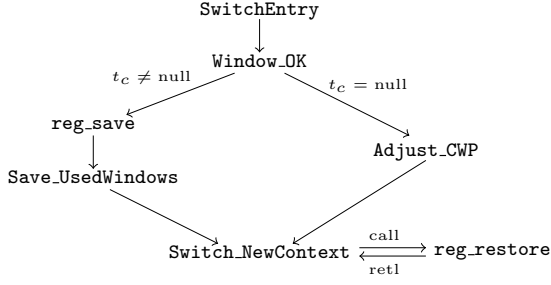 SwitchEntry
Window_OK
t_c ≠ null
t_c = null
reg_save
Adjust_CWP
Save_UsedWindows
Switch_NewContext
call
retl
reg_restore